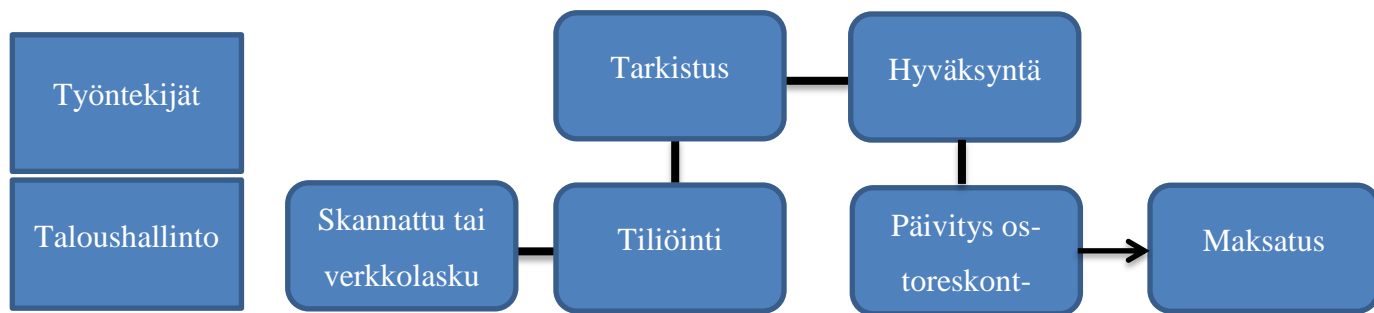 Työntekijät
Tarkistus
Hyväksyntä
Taloushallinto
Skannattu tai
verkkolasku
Tiliöinti
Päivitys os-
toreskont-
Maksatus